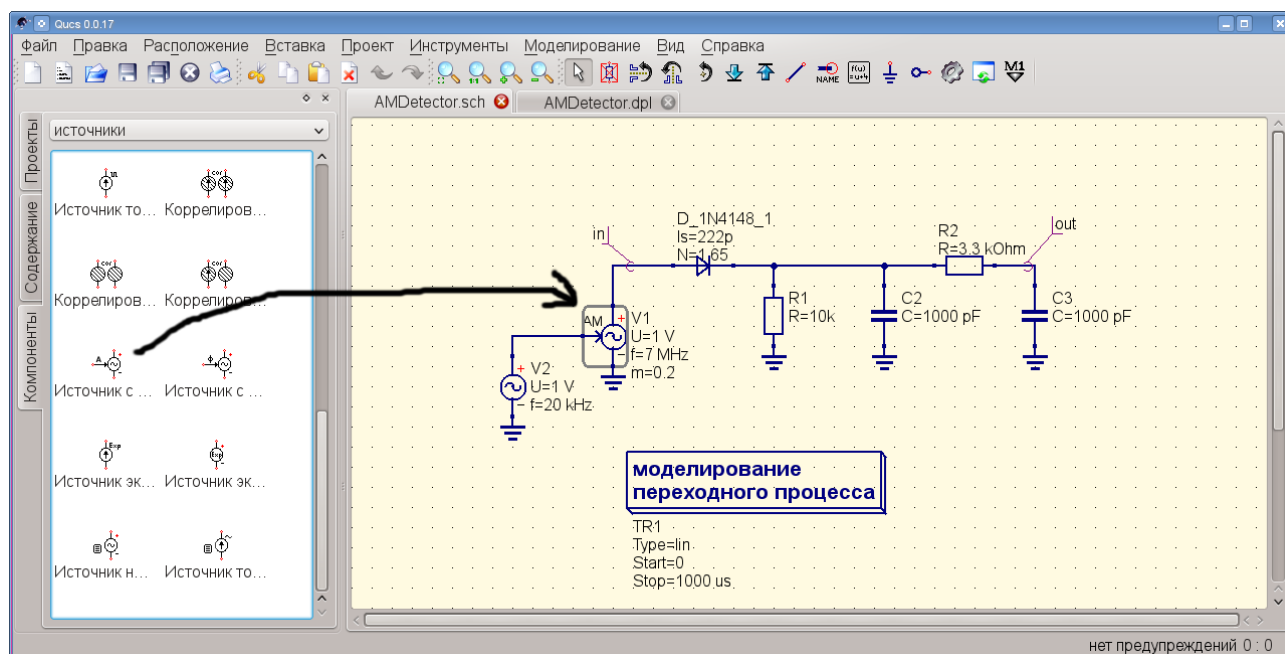 Qucs 0.0.17
Файл Правка Расположение Вставка Проект Инструменты Моделирование Вид Справка
NAME
M1
AMDetector.sch AMDetector.dpl
Проекты
Содержание
Компоненты
источники
Источник то... Коррелиров...
Коррелиров... Коррелиров...
Источник с ... Источник с ...
Источник эк... Источник эк...
Источник н... Источник то...
in
D_1N4148_1
Is=222p
N=1.65
R1
R=10k
C2
C=1000 pF
R2
R=3.3 kOhm
out
C3
C=1000 pF
AM
V1
U=1 V
f=7 MHz
m=0.2
V2
U=1 V
f=20 kHz
моделирование
переходного процесса
TR1
Type=lin
Start=0
Stop=1000 us
нет предупреждений 0 : 0